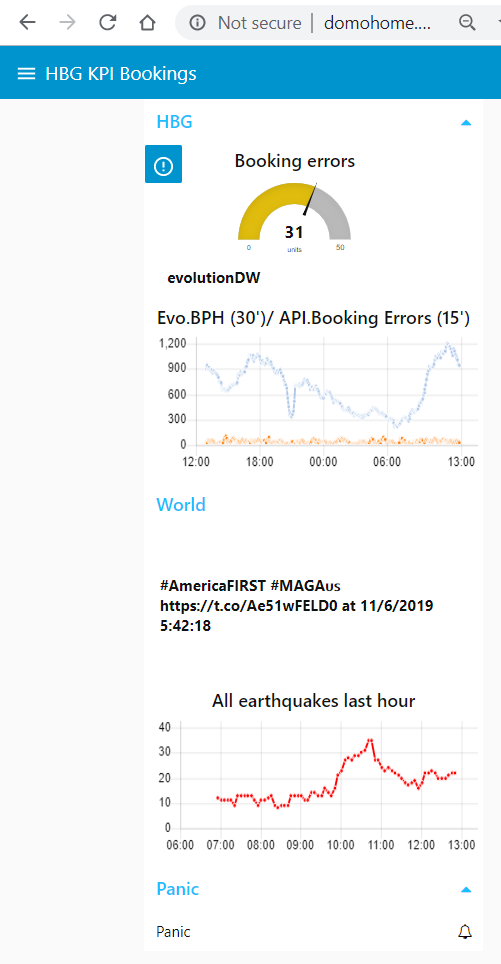 Not secure | domohome....
HBG KPI Bookings
HBG
Booking errors
31
0 units 50
evolutionDW
Evo.BPH (30')/ API.Booking Errors (15')
1,200
900
600
300
0
12:00 18:00 00:00 06:00 13:00
World
#AmericaFIRST #MAGAus
https://t.co/Ae51wFELD0 at 11/6/2019
5:42:18
All earthquakes last hour
40
30
20
10
0
06:00 07:00 08:00 09:00 10:00 11:00 12:00 13:00
Panic
Panic